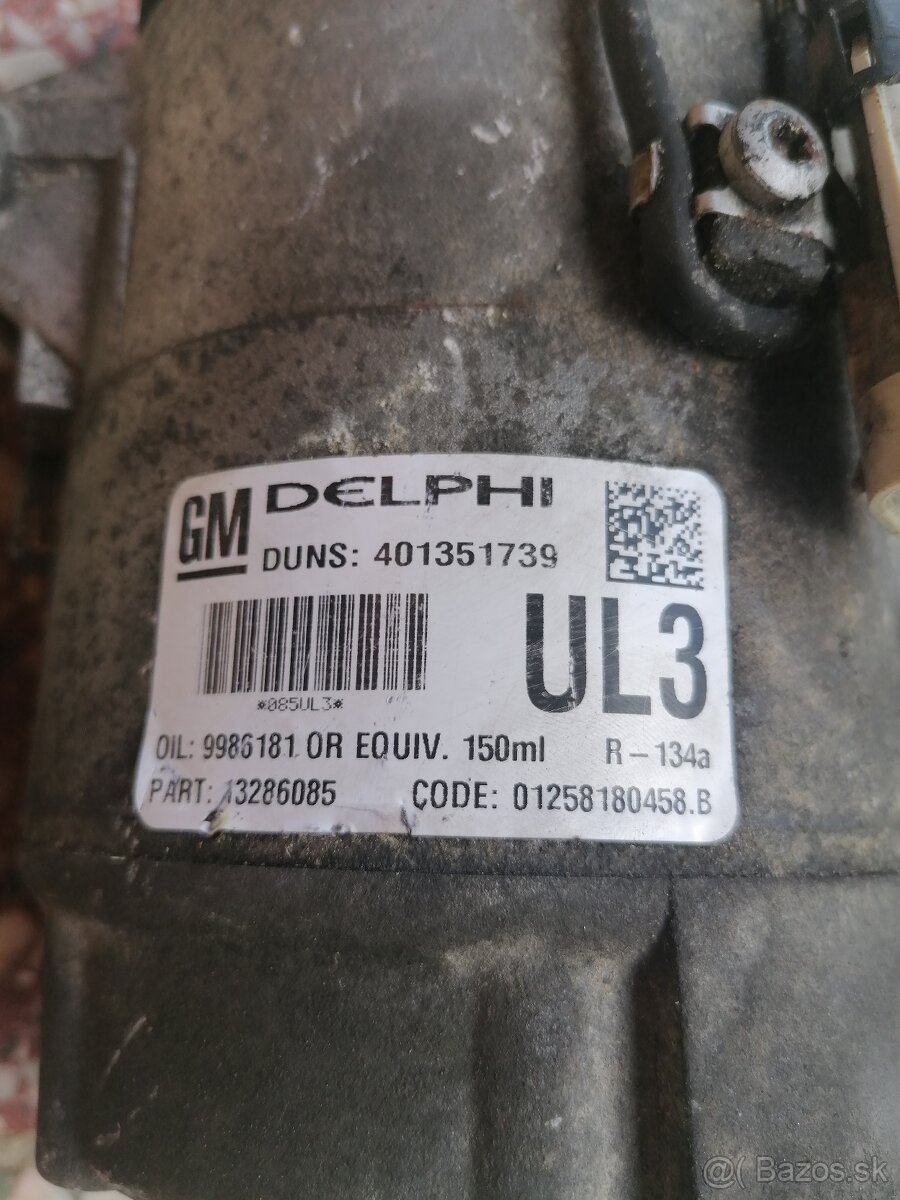 GM DELPHI
DUNS: 401351739
UL3
*085UL3*
OIL: 9986181 OR EQUIV. 150ml R-134a
PART: 13286085 CODE: 01258180458.B
@( Bazos.sk